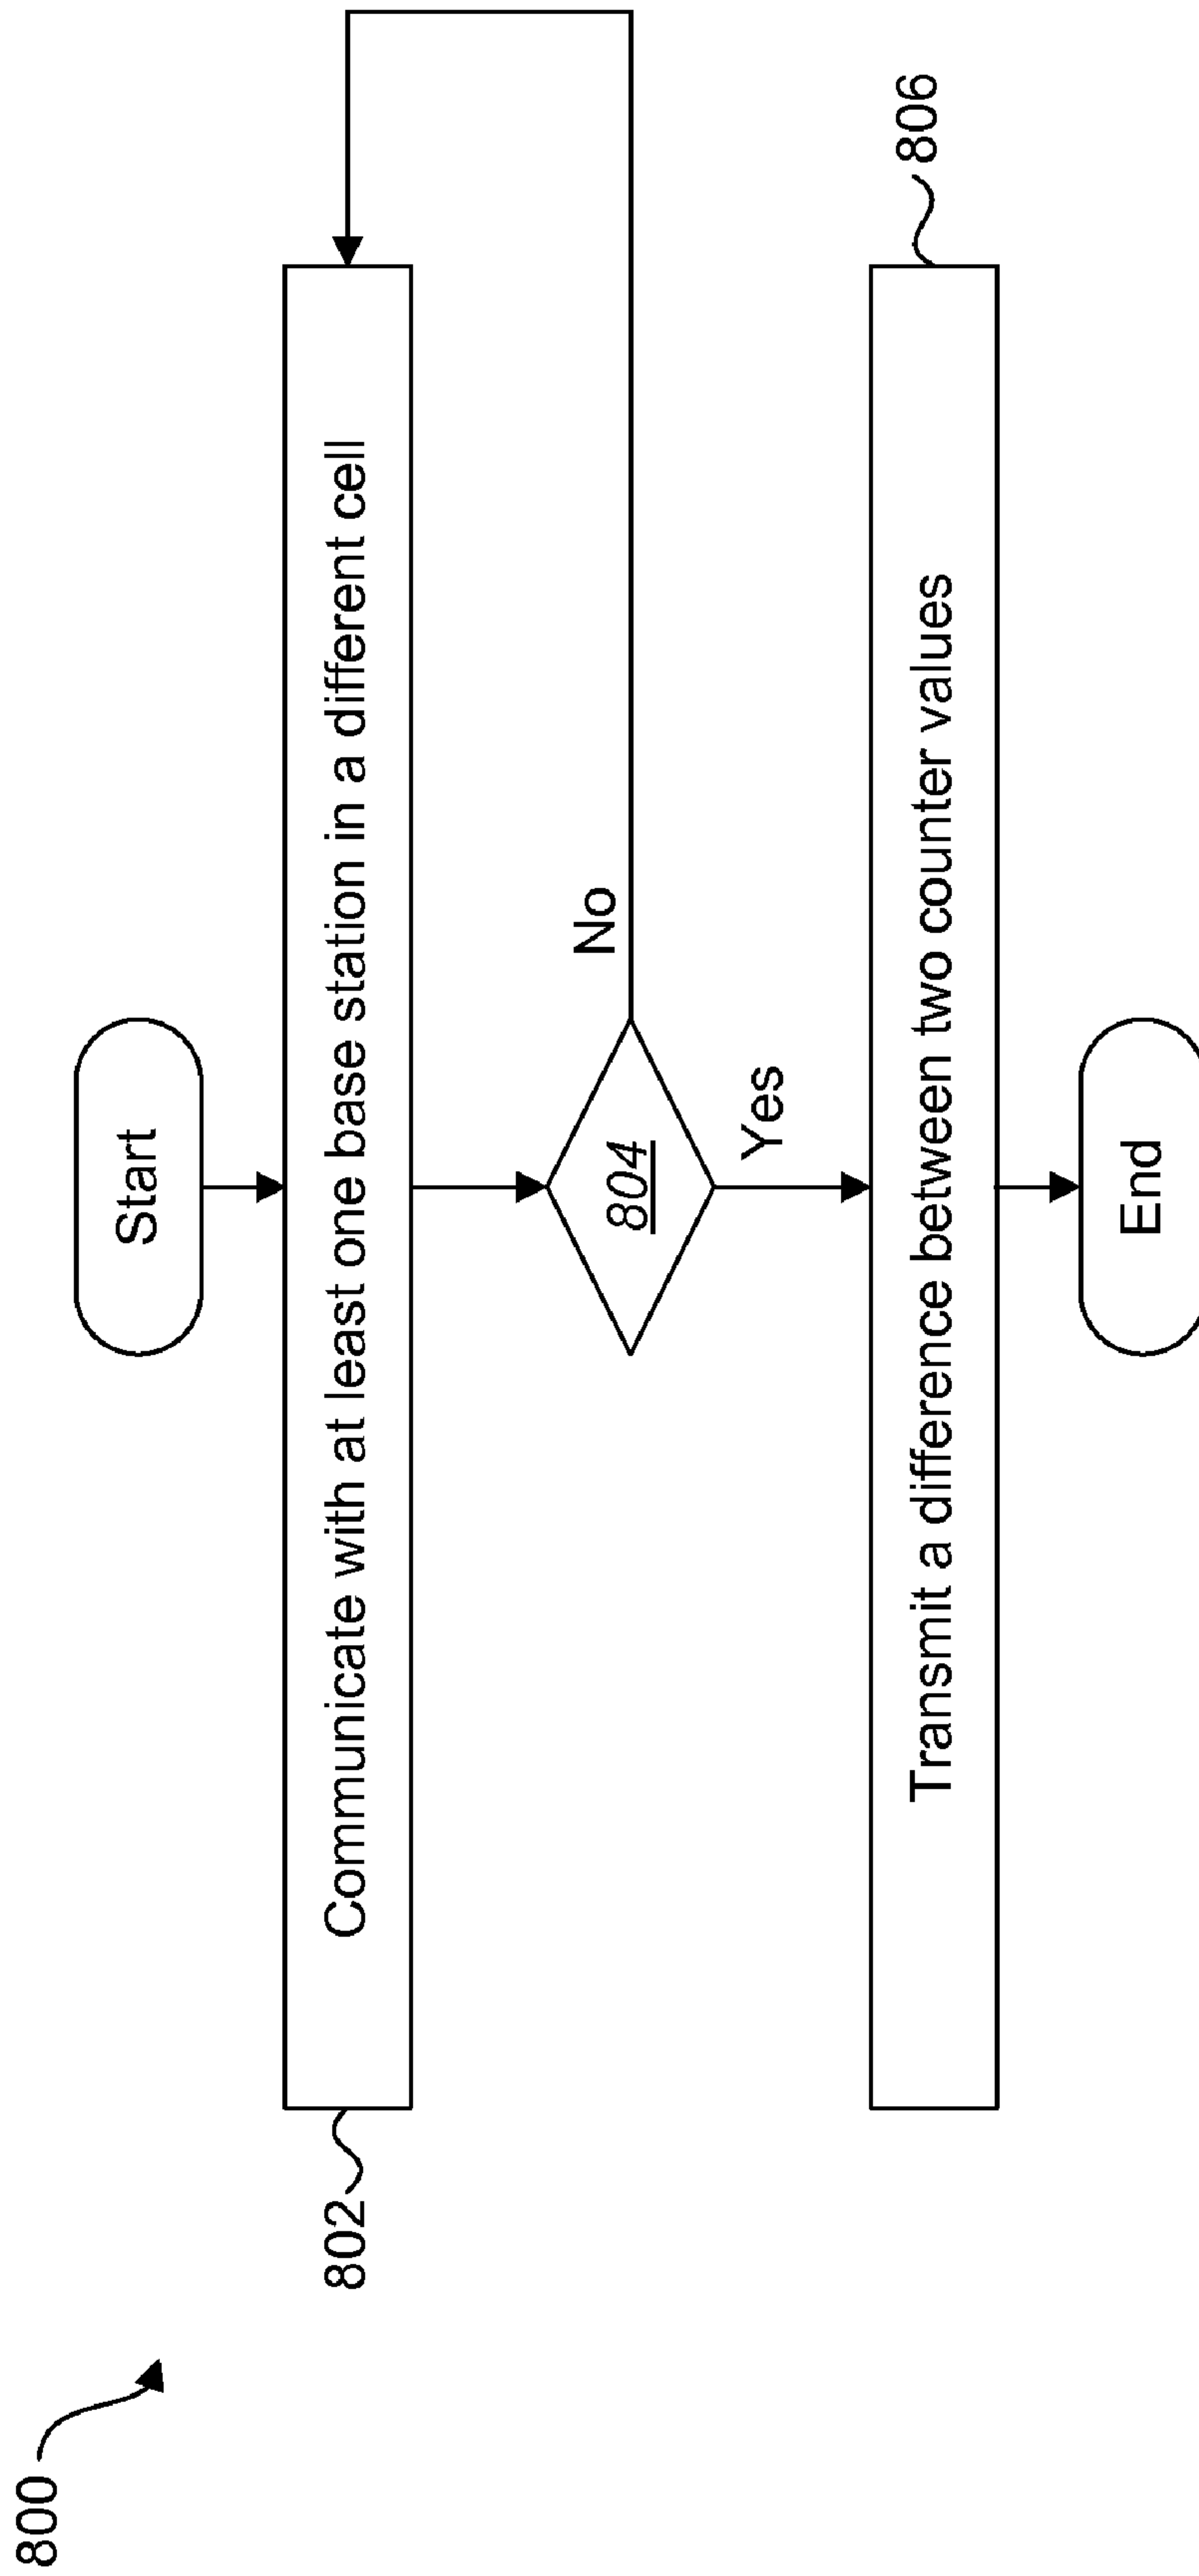 800
Start
802
Communicate with at least one base station in a different cell
804
No
Yes
Transmit a difference between two counter values
806
End